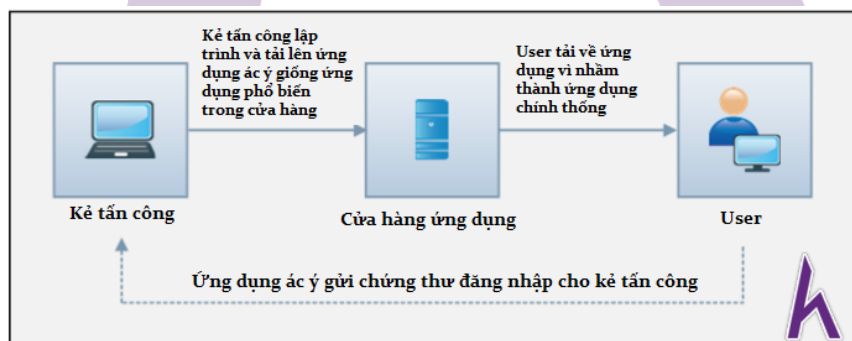 Kẻ tấn công lập
trình và tải lên ứng
dụng ác ý giống ứng
dụng phổ biến
trong cửa hàng
User tải về ứng
dụng vì nhầm
thành ứng dụng
chính thống
Kẻ tấn công
Cửa hàng ứng dụng
User
Ứng dụng ác ý gửi chứng thư đăng nhập cho kẻ tấn công